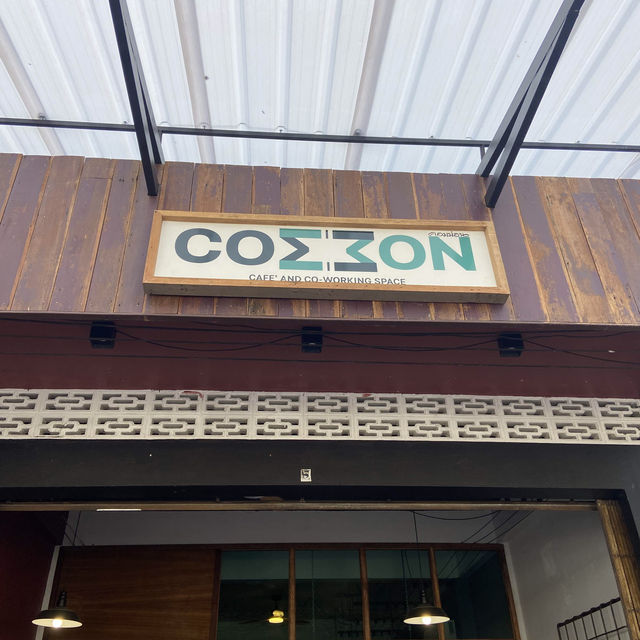 COMMON
CAFE' AND CO-WORKING SPACE